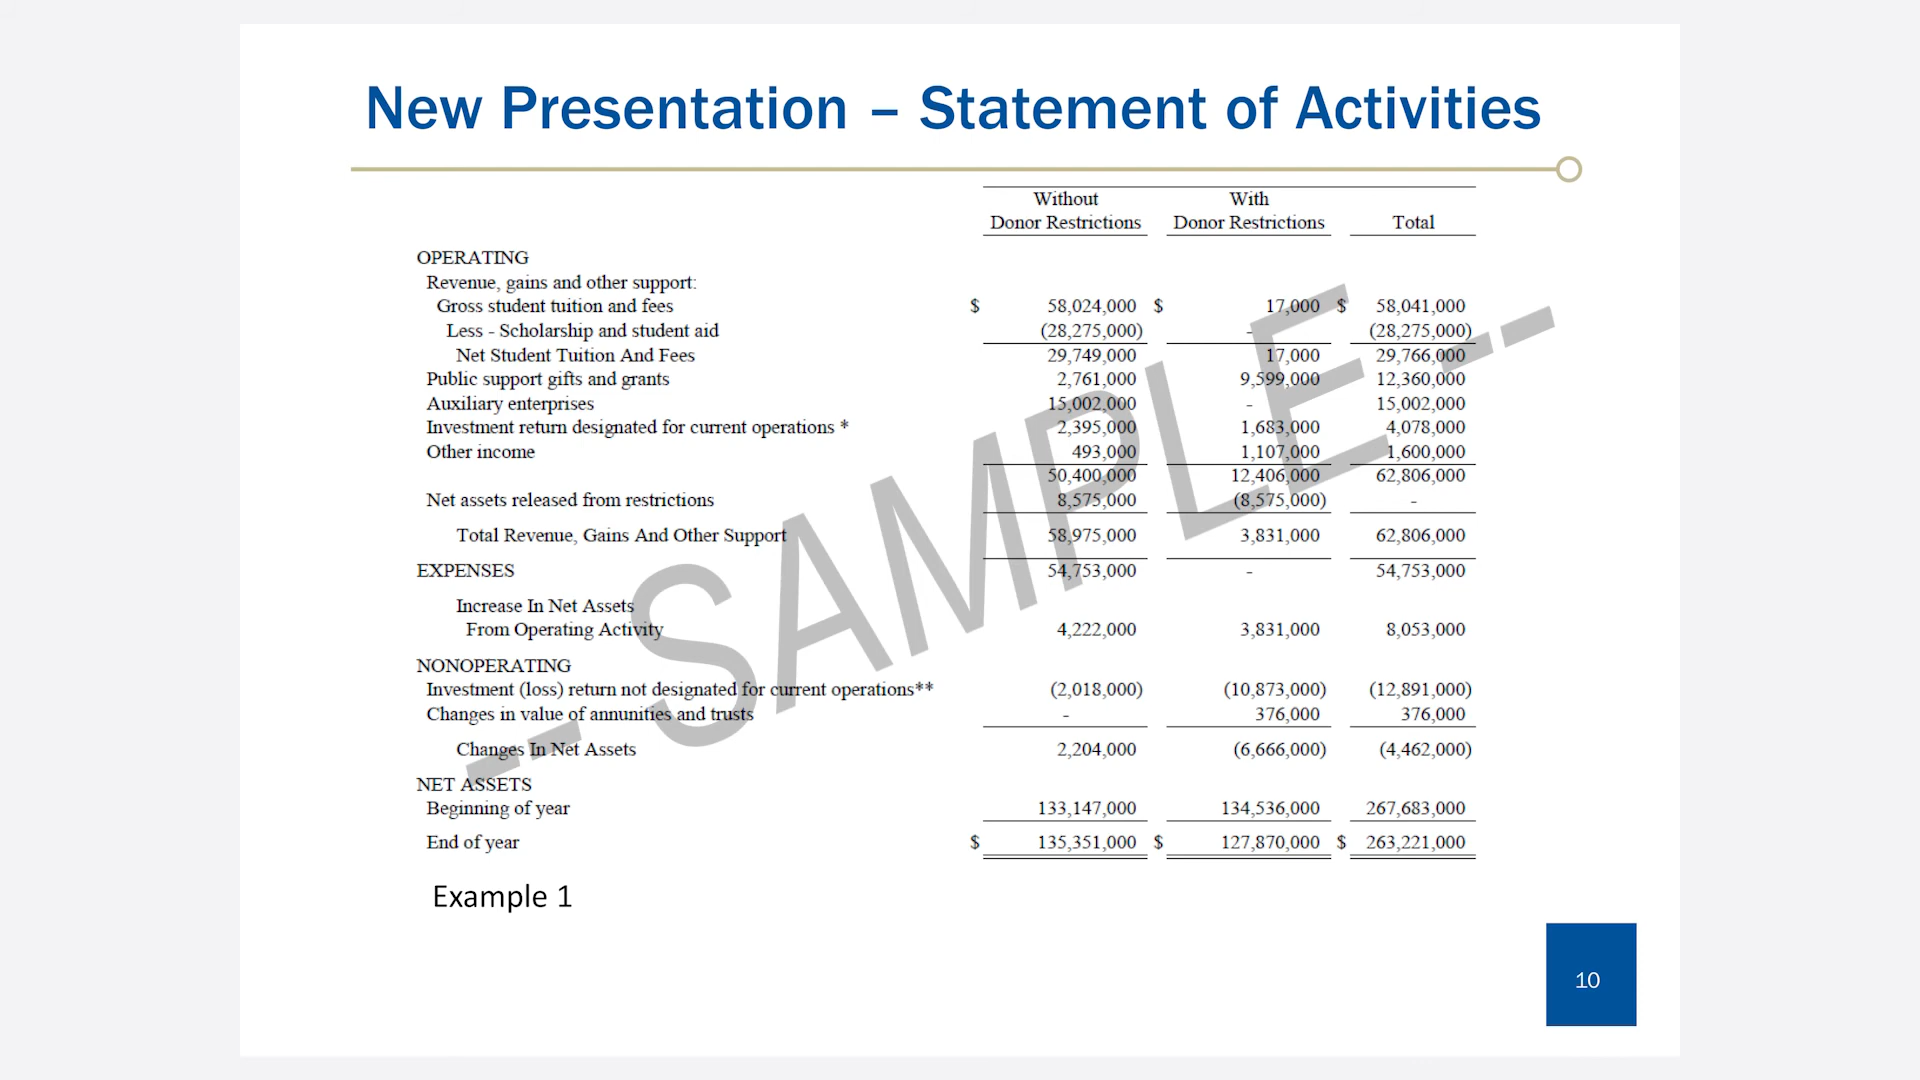 New Presentation – Statement of Activities
Without With
Donor Restrictions Donor Restrictions Total
OPERATING
Revenue, gains and other support:
Gross student tuition and fees $ 58,024,000 $ 17,000 $ 58,041,000
Less - Scholarship and student aid (28,275,000) - (28,275,000)
Net Student Tuition And Fees 29,749,000 17,000 29,766,000
Public support gifts and grants 2,761,000 9,599,000 12,360,000
Auxiliary enterprises 15,002,000 - 15,002,000
Investment return designated for current operations * 2,395,000 1,683,000 4,078,000
Other income 493,000 1,107,000 1,600,000
50,400,000 12,406,000 62,806,000
Net assets released from restrictions 8,575,000 (8,575,000) -
Total Revenue, Gains And Other Support 58,975,000 3,831,000 62,806,000
EXPENSES 54,753,000 - 54,753,000
Increase In Net Assets
From Operating Activity 4,222,000 3,831,000 8,053,000
NONOPERATING
Investment (loss) return not designated for current operations** (2,018,000) (10,873,000) (12,891,000)
Changes in value of annunities and trusts - 376,000 376,000
Changes In Net Assets 2,204,000 (6,666,000) (4,462,000)
NET ASSETS
Beginning of year 133,147,000 134,536,000 267,683,000
End of year $ 135,351,000 $ 127,870,000 $ 263,221,000
-- SAMPLE --
Example 1
10